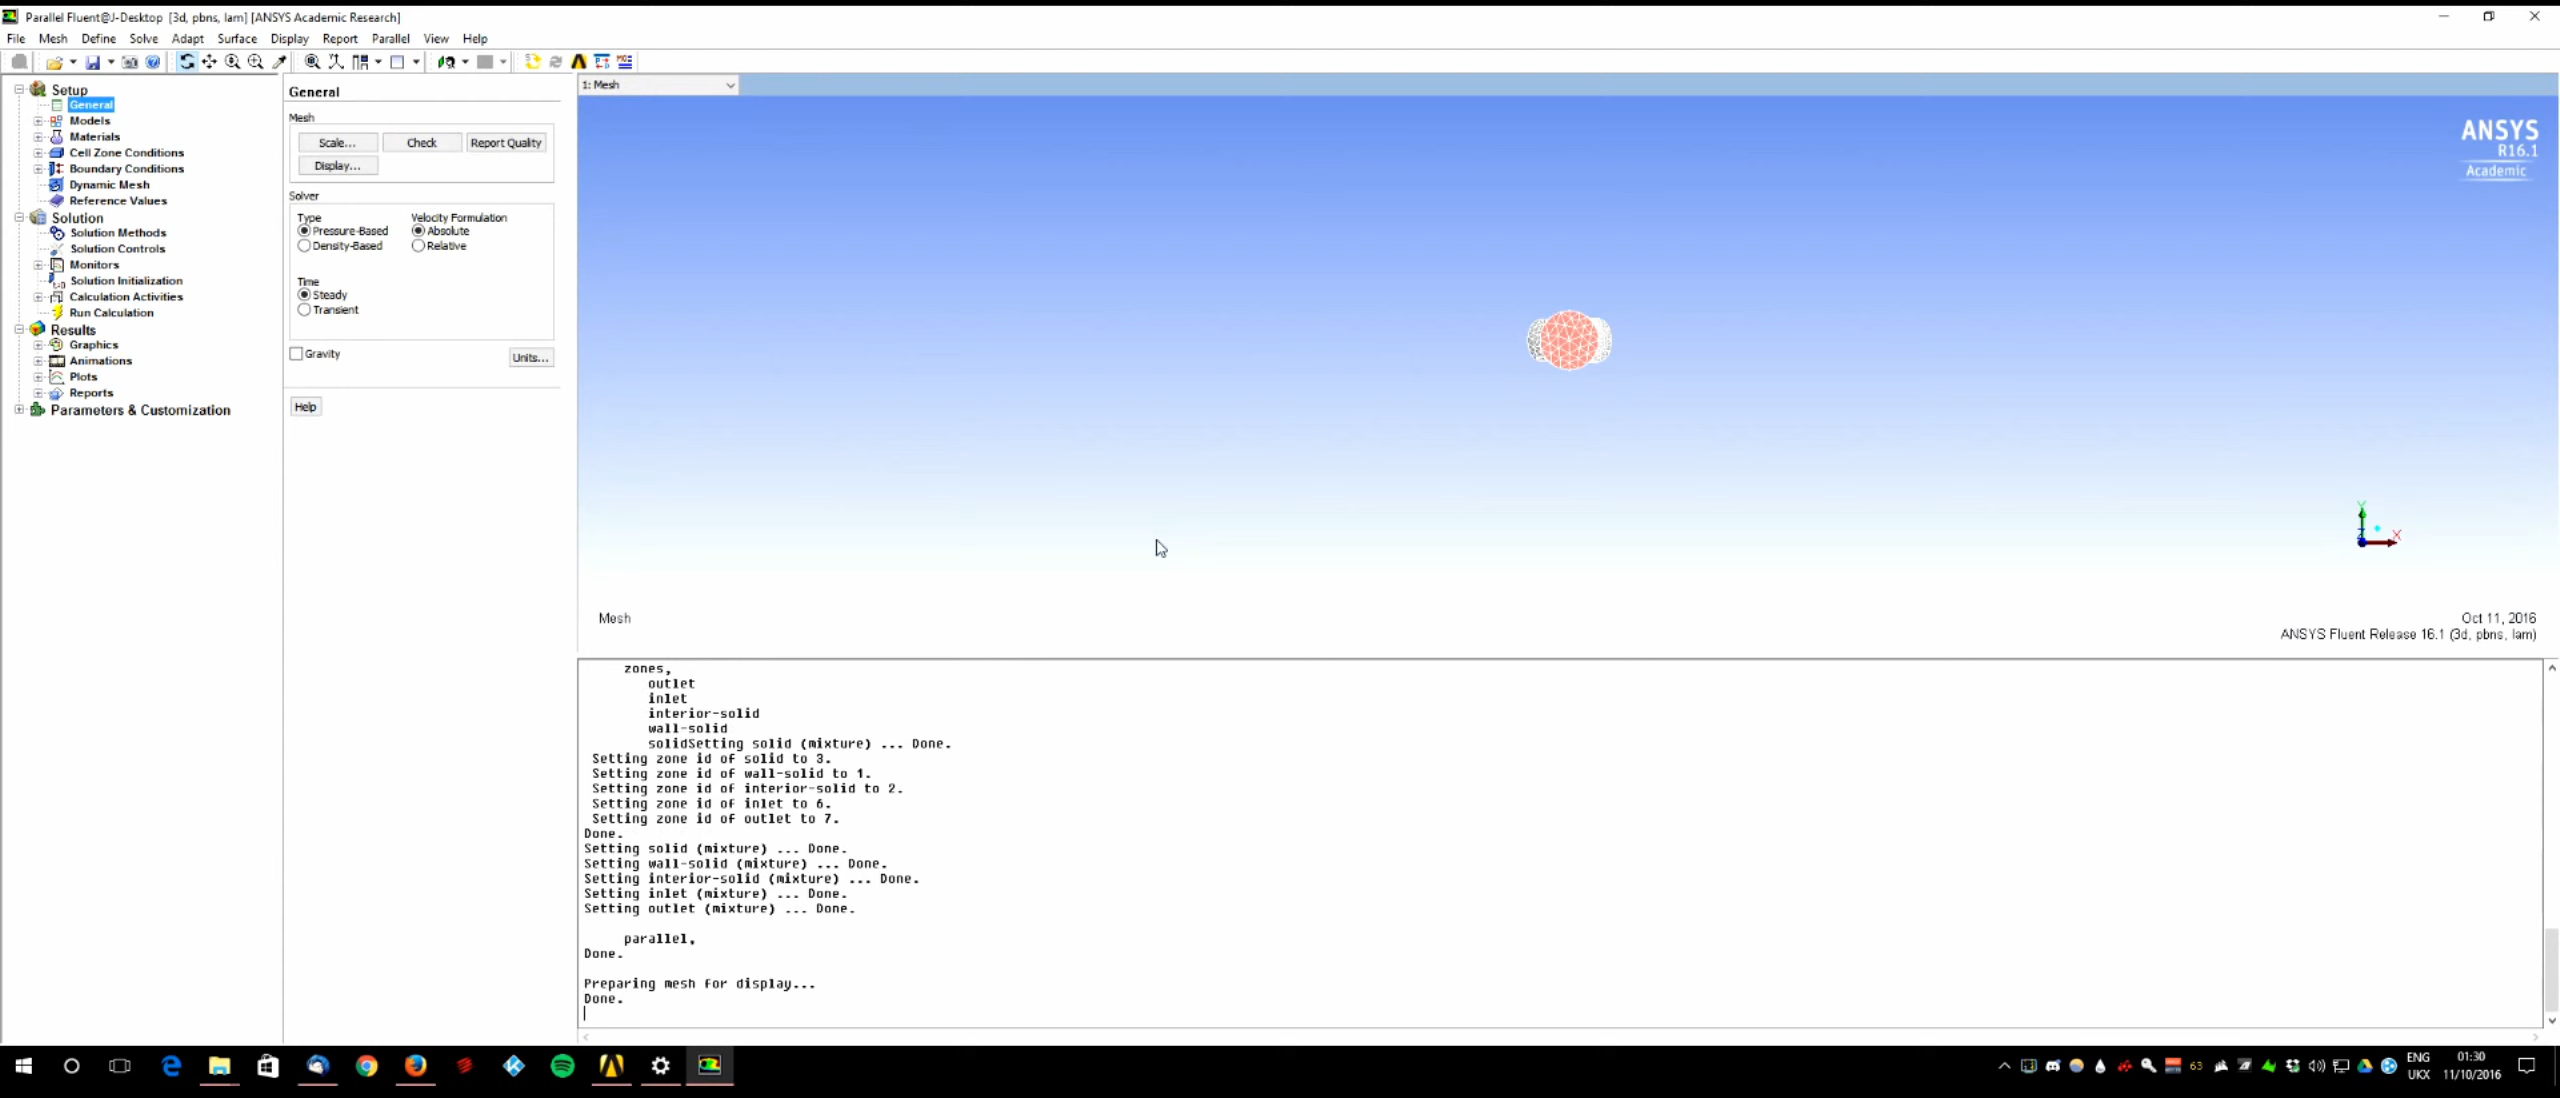 Parallel Fluent@J-Desktop [3d, pbns, lam] [ANSYS Academic Research]
File Mesh Define Solve Adapt Surface Display Report Parallel View Help
Setup
General
Models
Materials
Cell Zone Conditions
Boundary Conditions
Dynamic Mesh
Reference Values
Solution
Solution Methods
Solution Controls
Monitors
Solution Initialization
Calculation Activities
Run Calculation
Results
Graphics
Animations
Plots
Reports
Parameters & Customization
General
Mesh
Scale... Check Report Quality
Display...
Solver
Type Velocity Formulation
Pressure-Based Absolute
Density-Based Relative
Time
Steady
Transient
Gravity Units...
Help
1: Mesh
ANSYS
R16.1
Academic
Y
Z X
Mesh
Oct 11, 2016
ANSYS Fluent Release 16.1 (3d, pbns, lam)
zones,
outlet
inlet
interior-solid
wall-solid
solidSetting solid (mixture) ... Done.
Setting zone id of solid to 3.
Setting zone id of wall-solid to 1.
Setting zone id of interior-solid to 2.
Setting zone id of inlet to 6.
Setting zone id of outlet to 7.
Done.
Setting solid (mixture) ... Done.
Setting wall-solid (mixture) ... Done.
Setting interior-solid (mixture) ... Done.
Setting inlet (mixture) ... Done.
Setting outlet (mixture) ... Done.
parallel,
Done.
Preparing mesh for display...
Done.
63
ENG
UKX
01:30
11/10/2016